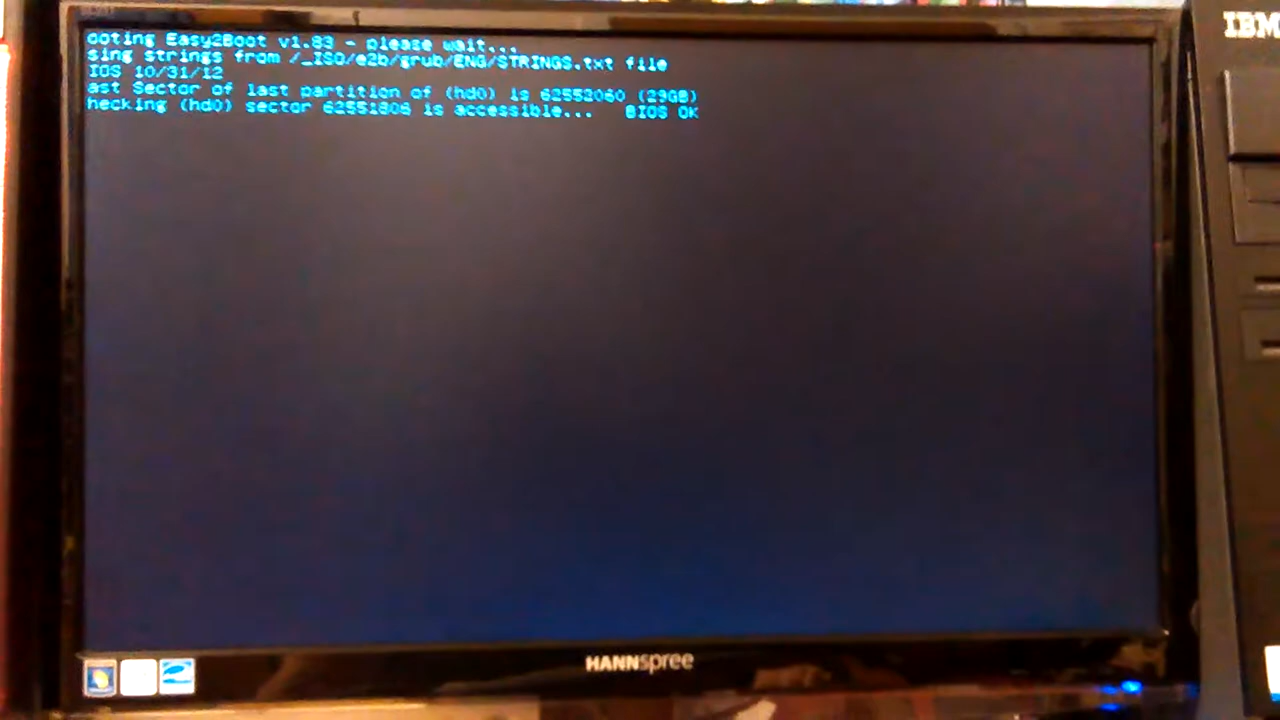 ooting Easy2Boot v1.83 - please wait...
sing strings from /_ISO/e2b/grub/ENG/STRINGS.txt file
IOS 10/31/12
ast Sector of last partition of (hd0) is 62552060 (29GB)
hecking (hd0) sector 62551806 is accessible... BIOS OK
IBM
HANNspree